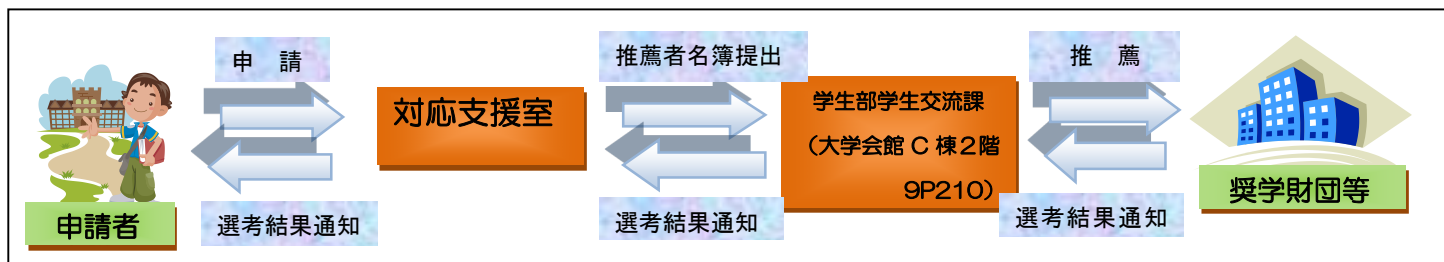 申　請
推薦者名簿提出
推　薦
対応支援室
学生部学生交流課
（大学会館 C 棟２階
9P210）
申請者
選考結果通知
選考結果通知
選考結果通知
奨学財団等